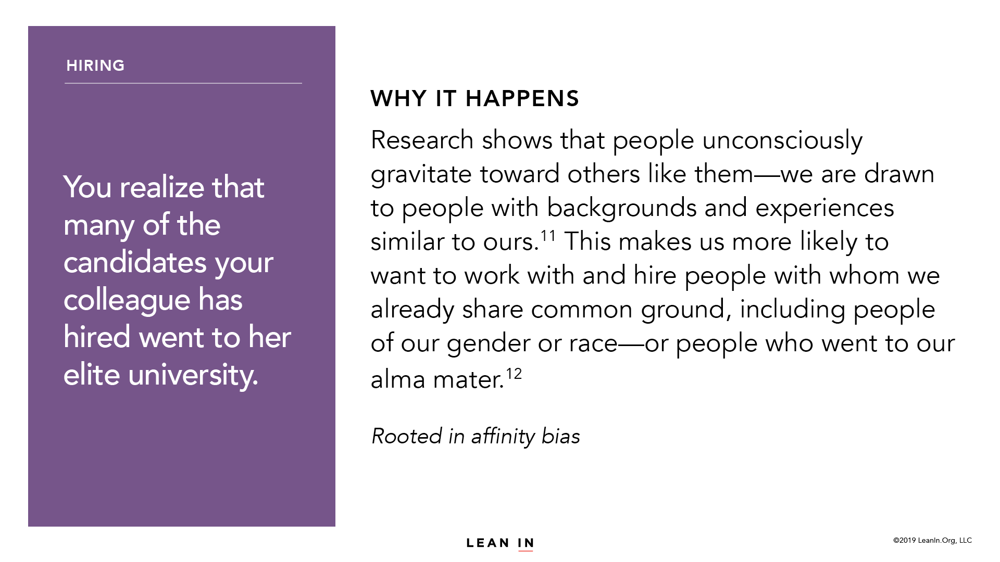 HIRING
You realize that
many of the
candidates your
colleague has
hired went to her
elite university.
WHY IT HAPPENS
Research shows that people unconsciously
gravitate toward others like them—we are drawn
to people with backgrounds and experiences
similar to ours.¹¹ This makes us more likely to
want to work with and hire people with whom we
already share common ground, including people
of our gender or race—or people who went to our
alma mater.¹²
Rooted in affinity bias
LEAN IN
©2019 LeanIn.Org, LLC